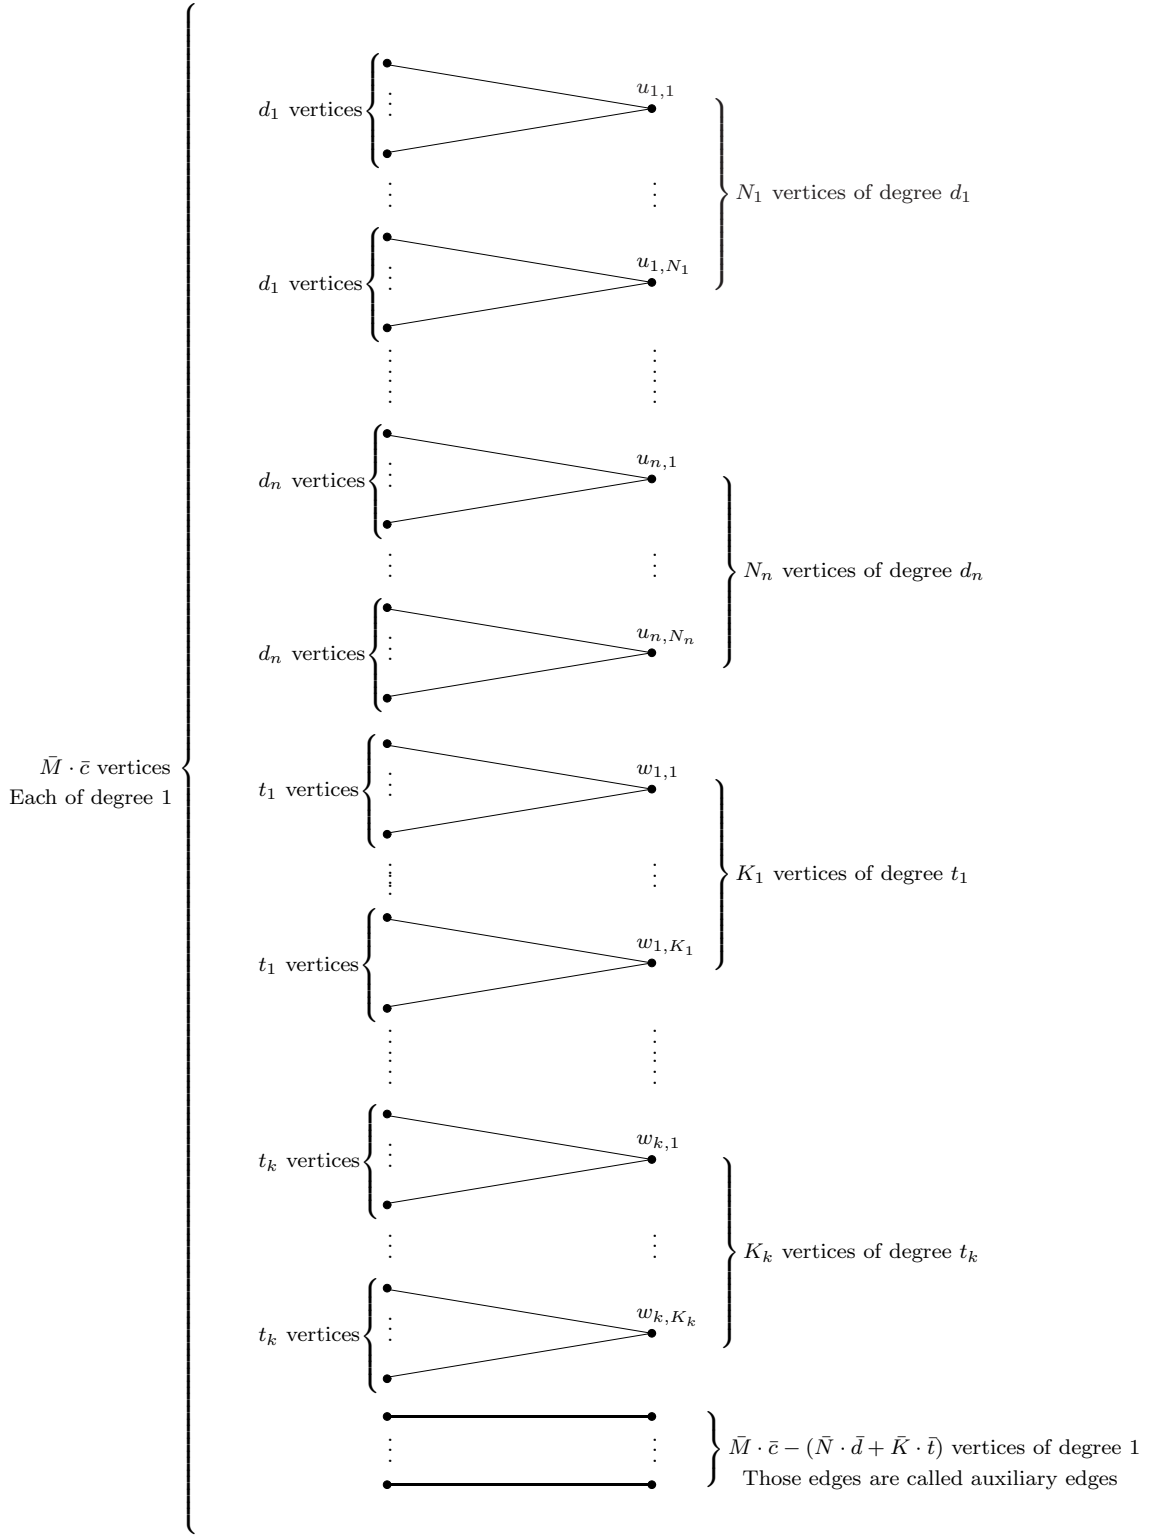 u_{1,1}
d_1 vertices
N_1 vertices of degree d_1
u_{1,N_1}
d_1 vertices
u_{n,1}
d_n vertices
N_n vertices of degree d_n
u_{n,N_n}
d_n vertices
M̄ · c̄ vertices
Each of degree 1
w_{1,1}
t_1 vertices
K_1 vertices of degree t_1
w_{1,K_1}
t_1 vertices
w_{k,1}
t_k vertices
K_k vertices of degree t_k
w_{k,K_k}
t_k vertices
M̄ · c̄ − (N̄ · d̄ + K̄ · t̄) vertices of degree 1
Those edges are called auxiliary edges